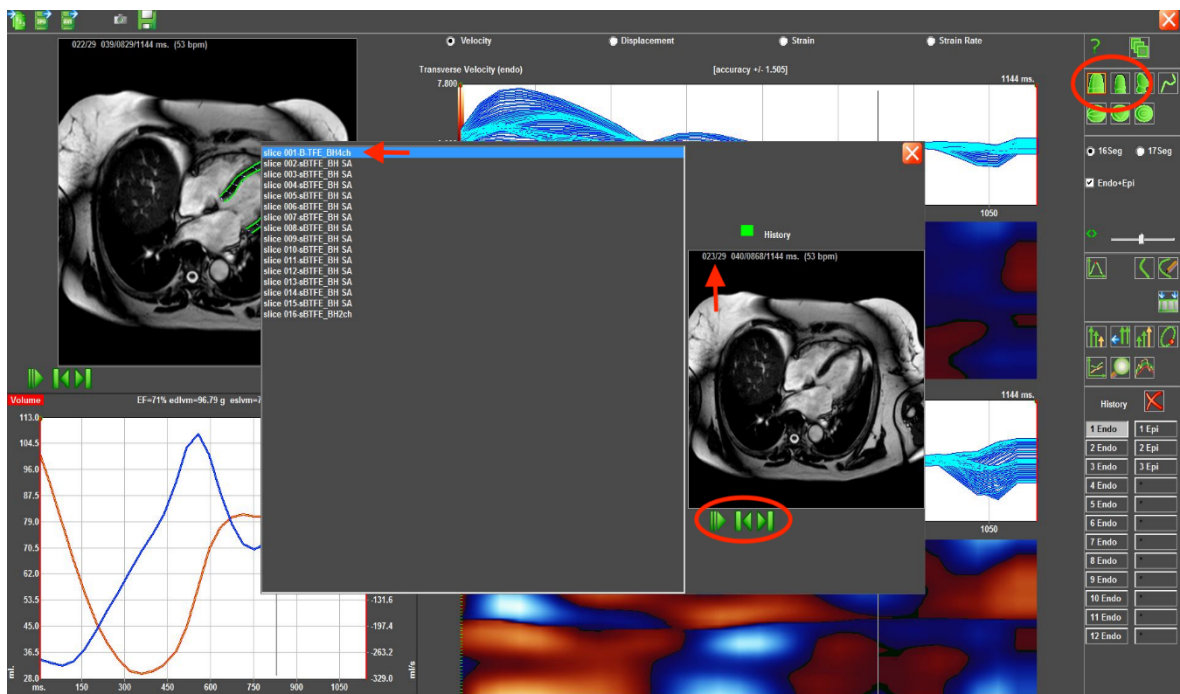 022/29 039/0829/1144 ms. (53 bpm)
Velocity
Displacement
Strain
Strain Rate
Transverse Velocity (endo)
[accuracy +/- 1.505]
1144 ms.
7.800
slice 001-B-TFE_BH4ch
slice 002-sBTFE_BH SA
slice 003-sBTFE_BH SA
slice 004-sBTFE_BH SA
slice 005-sBTFE_BH SA
slice 006-sBTFE_BH SA
slice 007-sBTFE_BH SA
slice 008-sBTFE_BH SA
slice 009-sBTFE_BH SA
slice 010-sBTFE_BH SA
slice 011-sBTFE_BH SA
slice 012-sBTFE_BH SA
slice 013-sBTFE_BH SA
slice 014-sBTFE_BH SA
slice 015-sBTFE_BH SA
slice 016-sBTFE_BH2ch
History
023/29 040/0868/1144 ms. (53 bpm)
1050
1144 ms.
1050
16Seg
17Seg
Endo+Epi
History
1 Endo
1 Epi
2 Endo
2 Epi
3 Endo
3 Epi
4 Endo
5 Endo
6 Endo
7 Endo
8 Endo
9 Endo
10 Endo
11 Endo
12 Endo
Volume
EF=71% edlvm=96.79 g eslvm=7
113.0
104.5
95.0
87.5
79.0
70.5
62.0
53.5
45.0
36.5
28.0
ml.
ms.
150
300
450
600
750
900
1050
-131.6
-197.4
-263.2
-329.0
ml/s